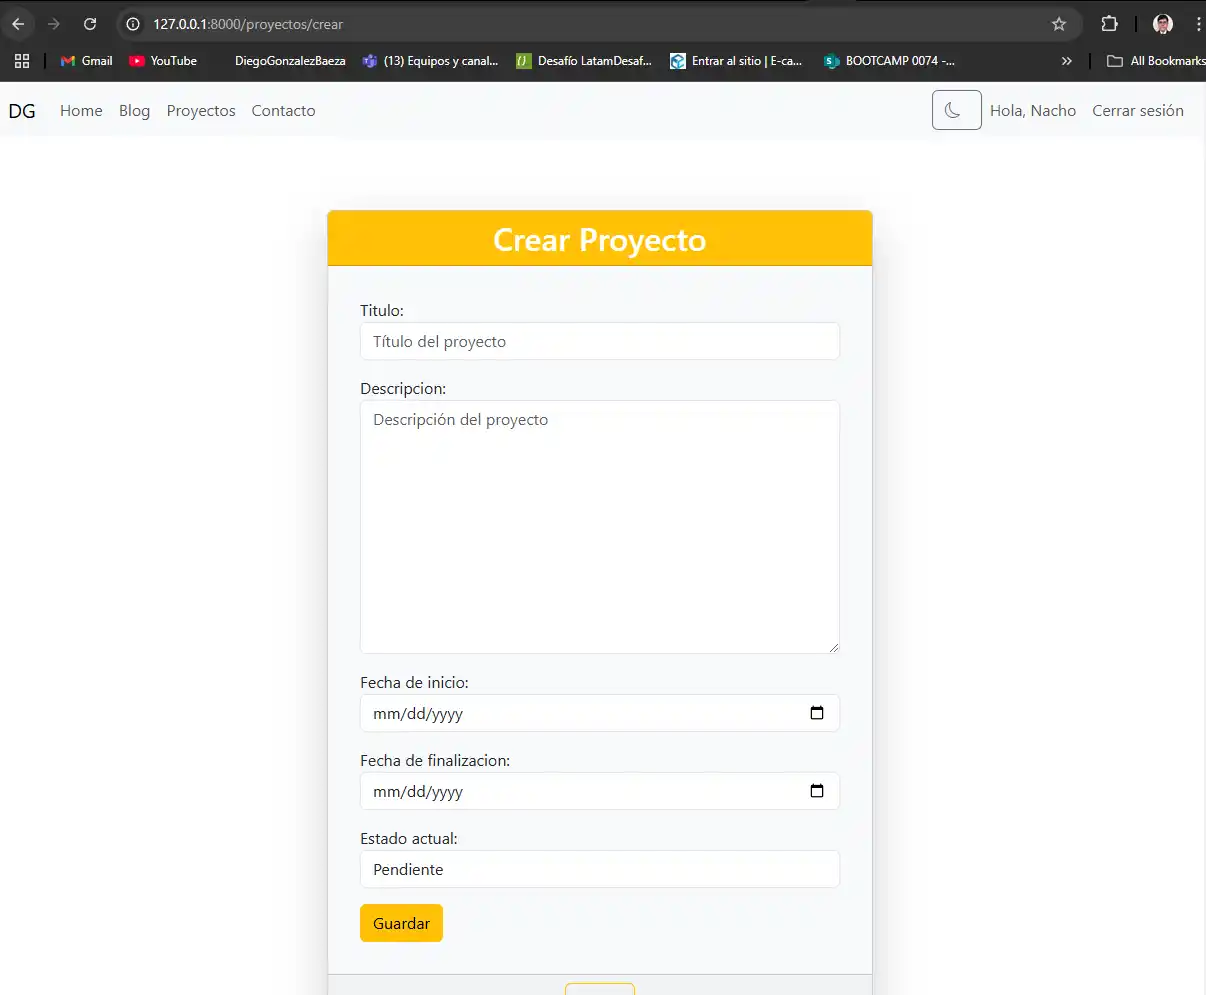 127.0.0.1:8000/proyectos/crear
Gmail YouTube DiegoGonzalezBaeza (13) Equipos y canal... Desafío LatamDesaf... Entrar al sitio | E-ca... BOOTCAMP 0074 -... » All Bookmarks
DG Home Blog Proyectos Contacto Hola, Nacho Cerrar sesión
Crear Proyecto
Titulo:
Título del proyecto
Descripcion:
Descripción del proyecto
Fecha de inicio:
mm/dd/yyyy
Fecha de finalizacion:
mm/dd/yyyy
Estado actual:
Pendiente
Guardar